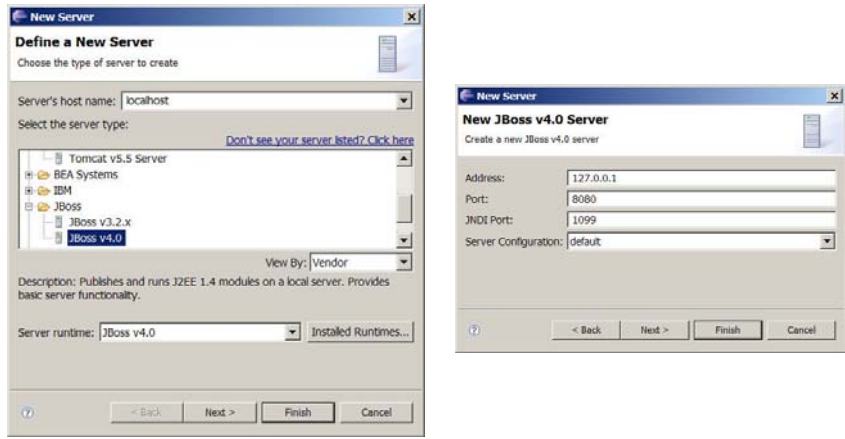 New Server
Define a New Server
Choose the type of server to create
Server's host name: localhost
Select the server type:
Don't see your server listed? Click here
Tomcat v5.5 Server
BEA Systems
IBM
JBoss
JBoss v3.2.x
JBoss v4.0
View By: Vendor
Description: Publishes and runs J2EE 1.4 modules on a local server. Provides
basic server functionality.
Server runtime: JBoss v4.0 Installed Runtimes...
< Back Next > Finish Cancel
New Server
New JBoss v4.0 Server
Create a new JBoss v4.0 server
Address: 127.0.0.1
Port: 8080
JNDI Port: 1099
Server Configuration: default
< Back Next > Finish Cancel